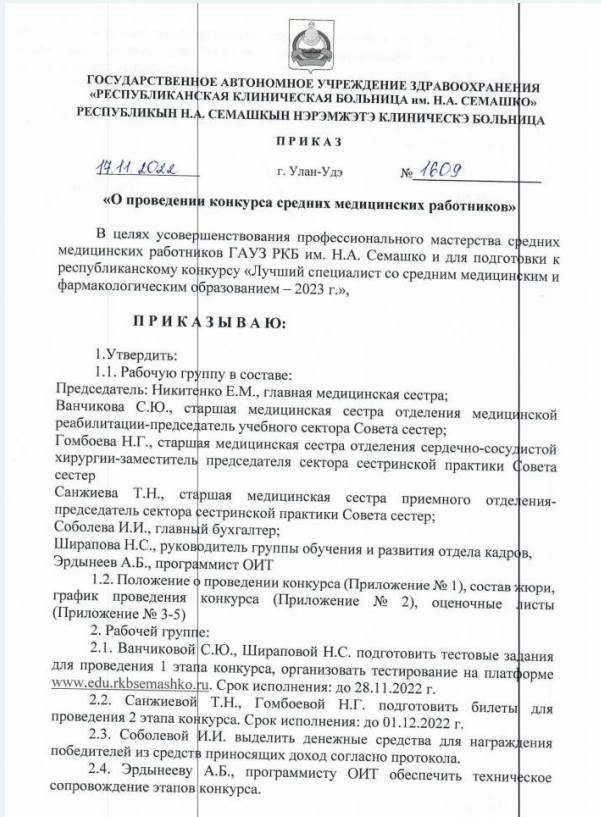 ГОСУДАРСТВЕННОЕ АВТОНОМНОЕ УЧРЕЖДЕНИЕ ЗДРАВООХРАНЕНИЯ
«РЕСПУБЛИКАНСКАЯ КЛИНИЧЕСКАЯ БОЛЬНИЦА им. Н.А. СЕМАШКО»
РЕСПУБЛИКЫН Н.А. СЕМАШКЫН НЭРЭМЖЭТЭ КЛИНИЧЕСКЭ БОЛЬНИЦА
П Р И К А З
17.11.2022 г. Улан-Удэ № 1609
«О проведении конкурса средних медицинских работников»
В целях усовершенствования профессионального мастерства средних
медицинских работников ГАУЗ РКБ им. Н.А. Семашко и для подготовки к
республиканскому конкурсу «Лучший специалист со средним медицинским и
фармакологическим образованием – 2023 г.»,
П Р И К А З Ы В А Ю:
1.Утвердить:
1.1. Рабочую группу в составе:
Председатель: Никитенко Е.М., главная медицинская сестра;
Ванчикова С.Ю., старшая медицинская сестра отделения медицинской
реабилитации-председатель учебного сектора Совета сестер;
Гомбоева Н.Г., старшая медицинская сестра отделения сердечно-сосудистой
хирургии-заместитель председателя сектора сестринской практики Совета
сестер
Санжиева Т.Н., старшая медицинская сестра приемного отделения-
председатель сектора сестринской практики Совета сестер;
Соболева И.И., главный бухгалтер;
Ширапова Н.С., руководитель группы обучения и развития отдела кадров,
Эрдынеев А.Б., программист ОИТ
1.2. Положение о проведении конкурса (Приложение № 1), состав жюри,
график проведения конкурса (Приложение № 2), оценочные листы
(Приложение № 3-5)
2. Рабочей группе:
2.1. Ванчиковой С.Ю., Шираповой Н.С. подготовить тестовые задания
для проведения 1 этапа конкурса, организовать тестирование на платформе
www.edu.rkbsemashko.ru. Срок исполнения: до 28.11.2022 г.
2.2. Санжиевой Т.Н., Гомбоевой Н.Г. подготовить билеты для
проведения 2 этапа конкурса. Срок исполнения: до 01.12.2022 г.
2.3. Соболевой И.И. выделить денежные средства для награждения
победителей из средств приносящих доход согласно протокола.
2.4. Эрдынееву А.Б., программисту ОИТ обеспечить техническое
сопровождение этапов конкурса.